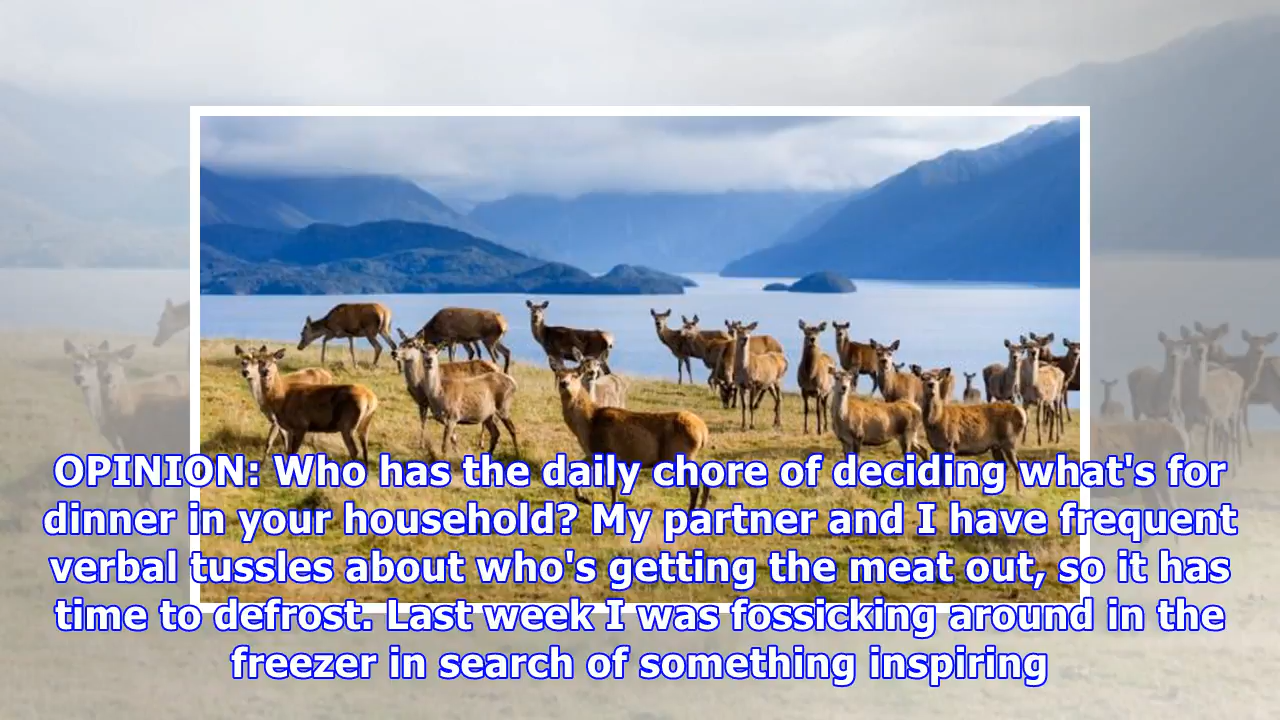 OPINION: Who has the daily chore of deciding what's for
dinner in your household? My partner and I have frequent
verbal tussles about who's getting the meat out, so it has
time to defrost. Last week I was fossicking around in the
freezer in search of something inspiring